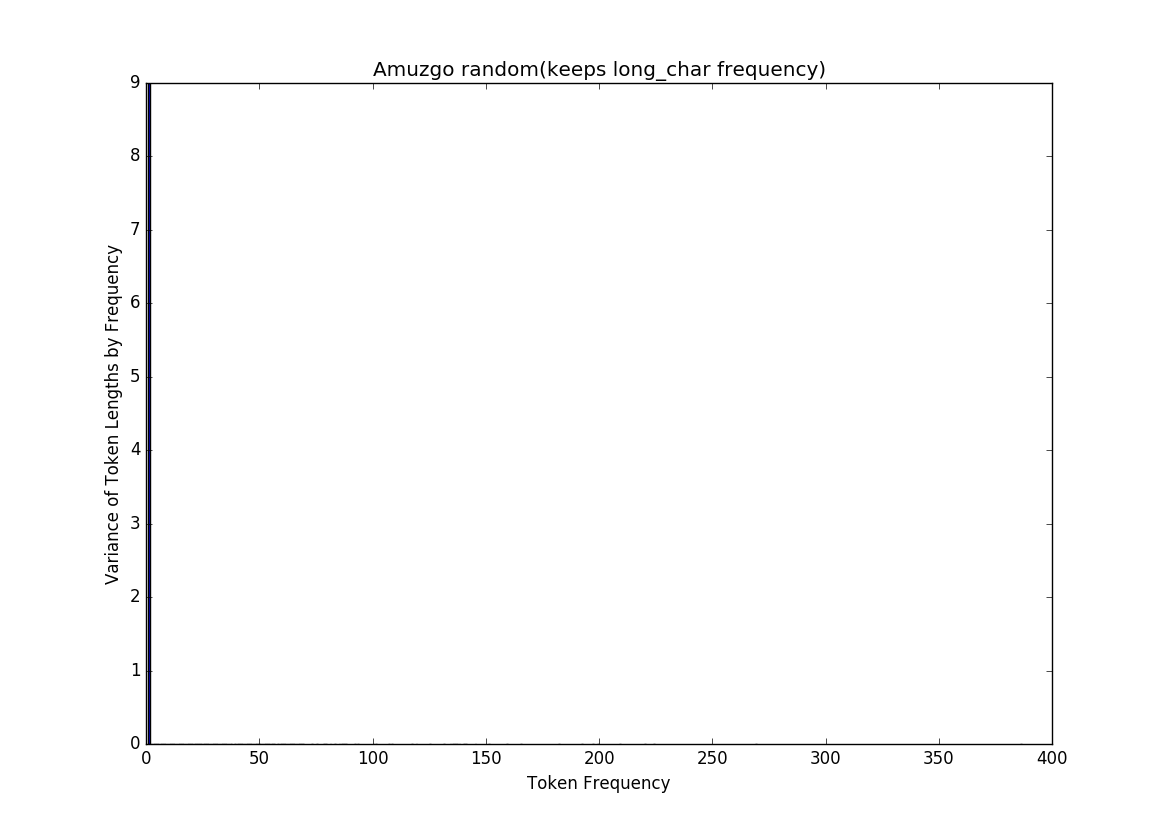 Amuzgo random(keeps long_char frequency)
9
8
7
6
5
4
3
2
1
0
Variance of Token Lengths by Frequency
0 50 100 150 200 250 300 350 400
Token Frequency